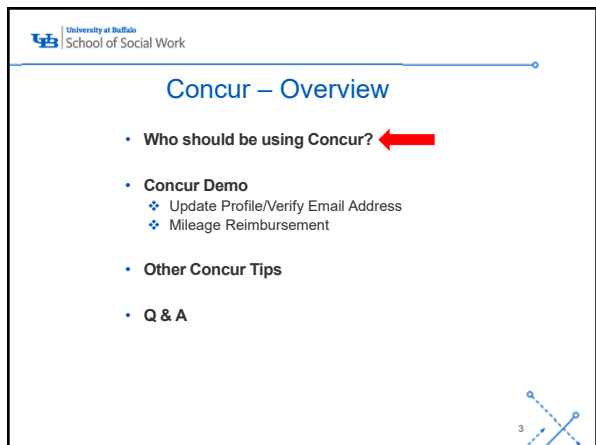 University at Buffalo
UB School of Social Work
Concur – Overview
• Who should be using Concur?
• Concur Demo
❖ Update Profile/Verify Email Address
❖ Mileage Reimbursement
• Other Concur Tips
• Q & A
3